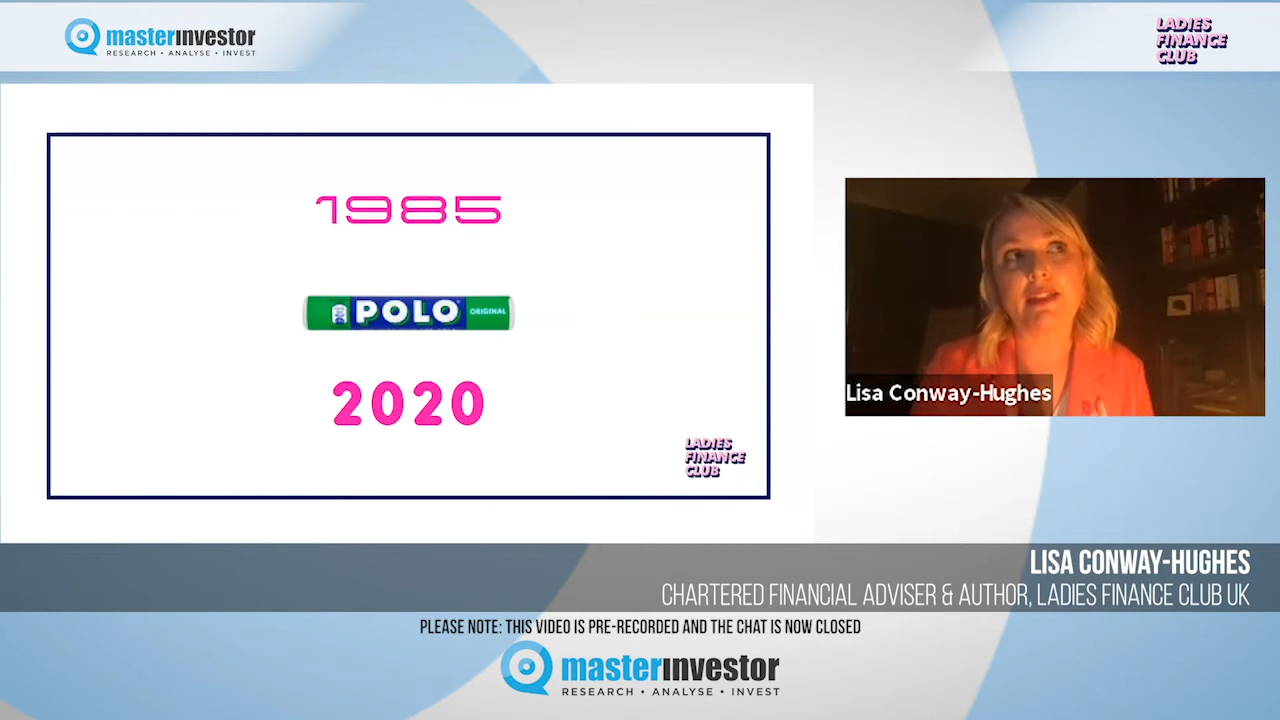 masterinvestor
RESEARCH • ANALYSE • INVEST
LADIES
FINANCE
CLUB
1985
POLO
ORIGINAL
2020
LADIES
FINANCE
CLUB
Lisa Conway-Hughes
LISA CONWAY-HUGHES
CHARTERED FINANCIAL ADVISER & AUTHOR, LADIES FINANCE CLUB UK
PLEASE NOTE: THIS VIDEO IS PRE-RECORDED AND THE CHAT IS NOW CLOSED
masterinvestor
RESEARCH • ANALYSE • INVEST